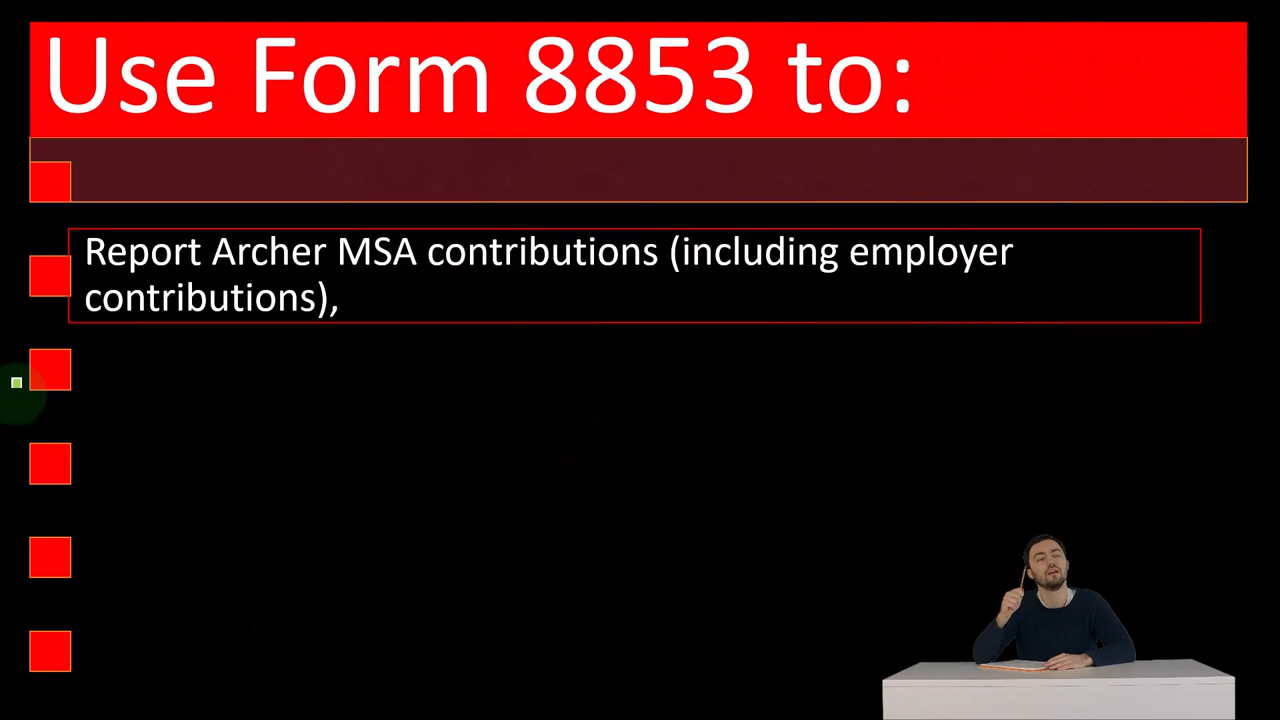 Use Form 8853 to:
Report Archer MSA contributions (including employer
contributions),